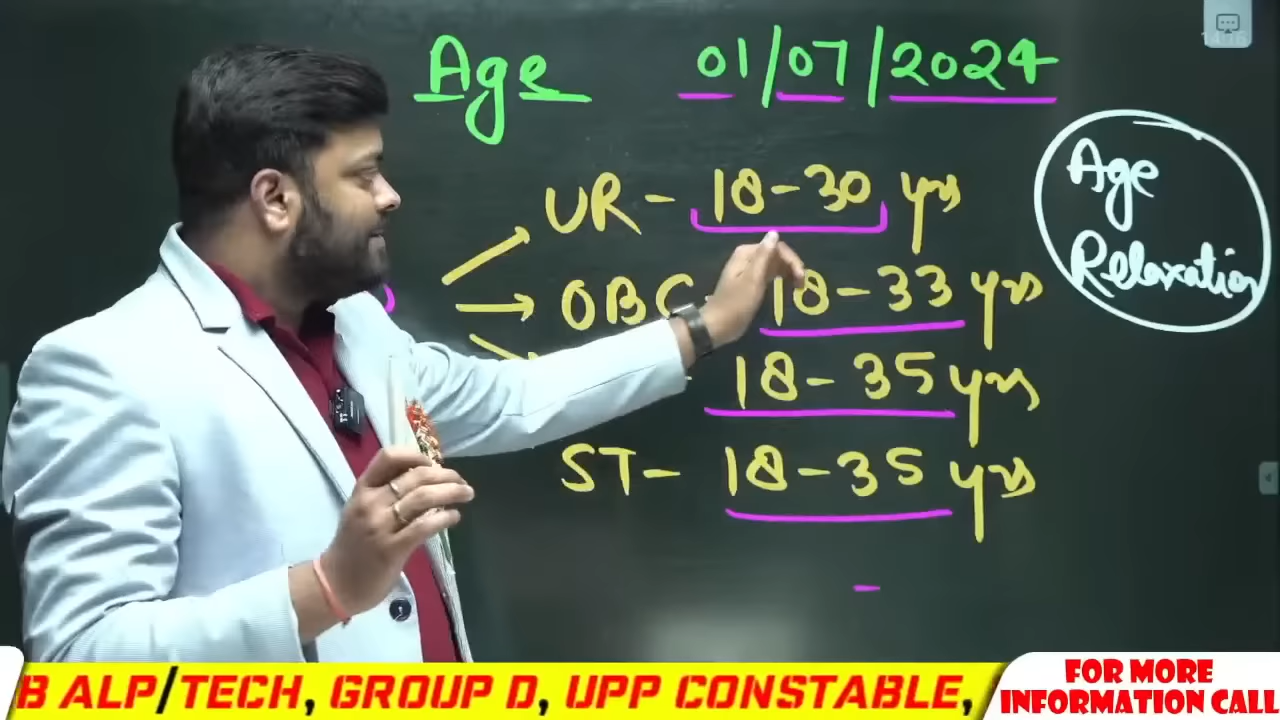 Age 01/07/2024
Age
Relaxation
UR - 18-30 yrs
OBC - 18-33 yrs
- 18-35 yrs
ST- 18-35 yrs
B ALP/TECH, GROUP D, UPP CONSTABLE,
FOR MORE
INFORMATION CALL